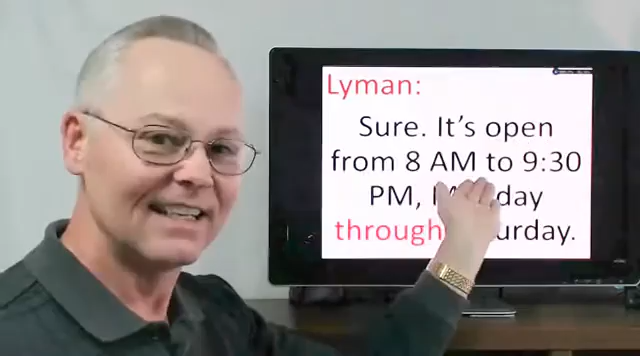 Lyman:
Sure. It's open
from 8 AM to 9:30
PM,
through